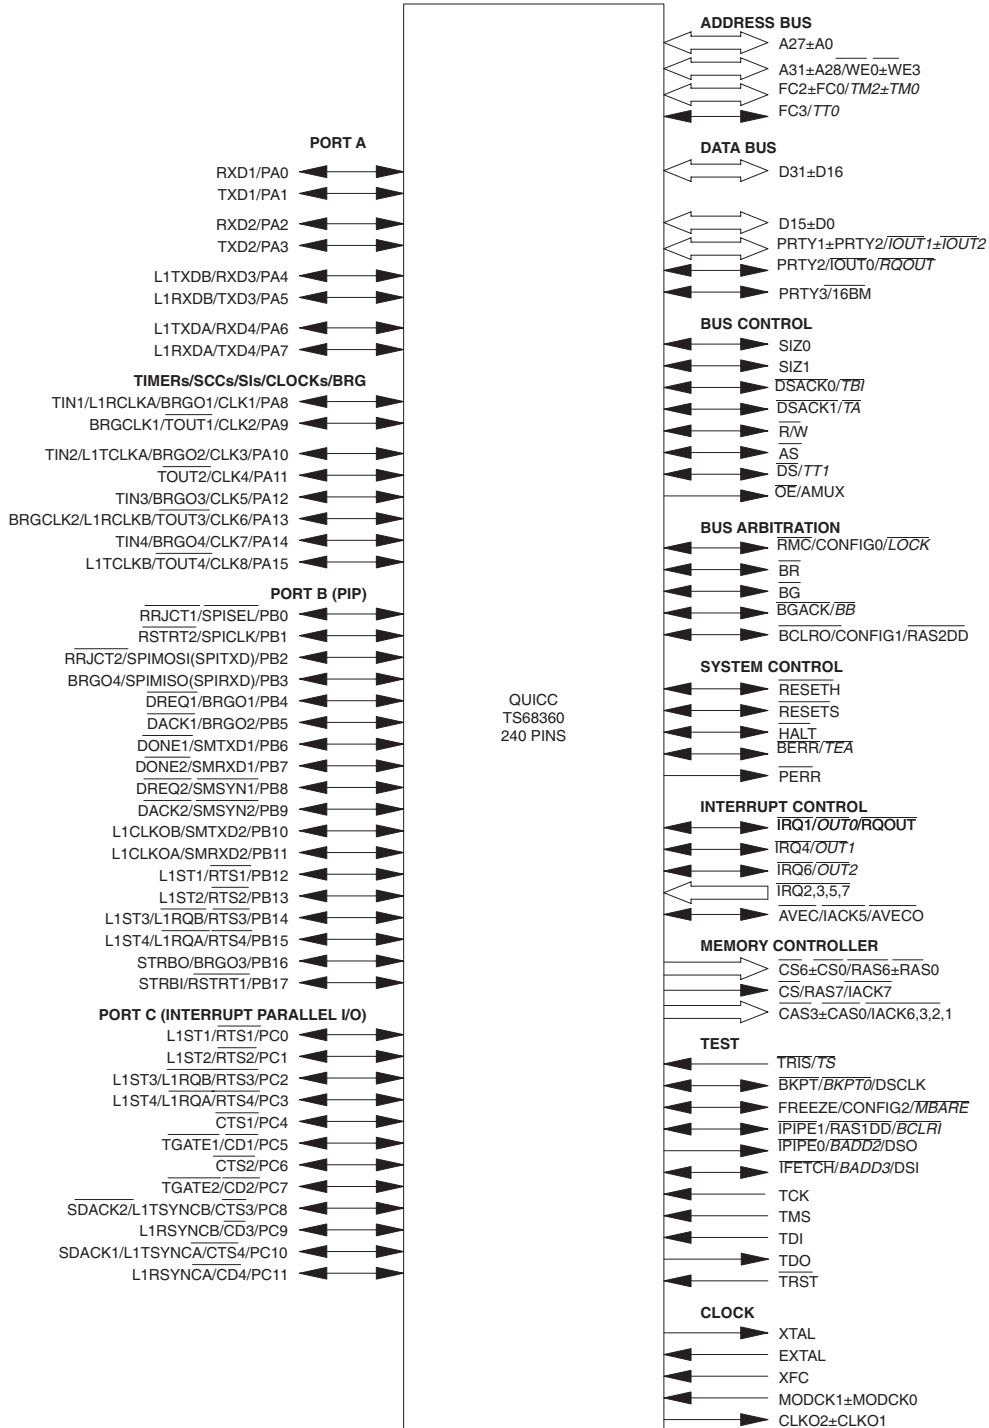 PORT A
RXD1/PA0
TXD1/PA1
RXD2/PA2
TXD2/PA3
L1TXDB/RXD3/PA4
L1RXDB/TXD3/PA5
L1TXDA/RXD4/PA6
L1RXDA/TXD4/PA7
TIMERs/SCCs/SIs/CLOCKs/BRG
TIN1/L1RCLKA/BRGO1/CLK1/PA8
BRGCLK1/TOUT1/CLK2/PA9
TIN2/L1TCLKA/BRGO2/CLK3/PA10
TOUT2/CLK4/PA11
TIN3/BRGO3/CLK5/PA12
BRGCLK2/L1RCLKB/TOUT3/CLK6/PA13
TIN4/BRGO4/CLK7/PA14
L1TCLKB/TOUT4/CLK8/PA15
PORT B (PIP)
RRJCT1/SPISEL/PB0
RSTRT2/SPICLK/PB1
RRJCT2/SPIMOSI(SPITXD)/PB2
BRGO4/SPIMISO(SPIRXD)/PB3
DREQ1/BRGO1/PB4
DACK1/BRGO2/PB5
DONE1/SMTXD1/PB6
DONE2/SMRXD1/PB7
DREQ2/SMSYN1/PB8
DACK2/SMSYN2/PB9
L1CLKOB/SMTXD2/PB10
L1CLKOA/SMRXD2/PB11
L1ST1/RTS1/PB12
L1ST2/RTS2/PB13
L1ST3/L1RQB/RTS3/PB14
L1ST4/L1RQA/RTS4/PB15
STRBO/BRGO3/PB16
STRBI/RSTRT1/PB17
PORT C (INTERRUPT PARALLEL I/O)
L1ST1/RTS1/PC0
L1ST2/RTS2/PC1
L1ST3/L1RQB/RTS3/PC2
L1ST4/L1RQA/RTS4/PC3
CTS1/PC4
TGATE1/CD1/PC5
CTS2/PC6
TGATE2/CD2/PC7
SDACK2/L1TSYNCB/CTS3/PC8
L1RSYNCB/CD3/PC9
SDACK1/L1TSYNCA/CTS4/PC10
L1RSYNCA/CD4/PC11
QUICC
TS68360
240 PINS
ADDRESS BUS
A27±A0
A31±A28/WE0±WE3
FC2±FC0/TM2±TM0
FC3/TT0
DATA BUS
D31±D16
D15±D0
PRTY1±PRTY2/IOUT1±IOUT2
PRTY2/IOUT0/RQOUT
PRTY3/16BM
BUS CONTROL
SIZ0
SIZ1
DSACK0/TBI
DSACK1/TA
R/W
AS
DS/TT1
OE/AMUX
BUS ARBITRATION
RMC/CONFIG0/LOCK
BR
BG
BGACK/BB
BCLRO/CONFIG1/RAS2DD
SYSTEM CONTROL
RESETH
RESETS
HALT
BERR/TEA
PERR
INTERRUPT CONTROL
IRQ1/OUT0/RQOUT
IRQ4/OUT1
IRQ6/OUT2
IRQ2,3,5,7
AVEC/IACK5/AVECO
MEMORY CONTROLLER
CS6±CS0/RAS6±RAS0
CS/RAS7/IACK7
CAS3±CAS0/IACK6,3,2,1
TEST
TRIS/TS
BKPT/BKPT0/DSCLK
FREEZE/CONFIG2/MBARE
IPIPE1/RAS1DD/BCLRI
IPIPE0/BADD2/DSO
IFETCH/BADD3/DSI
TCK
TMS
TDI
TDO
TRST
CLOCK
XTAL
EXTAL
XFC
MODCK1±MODCK0
CLKO2±CLKO1